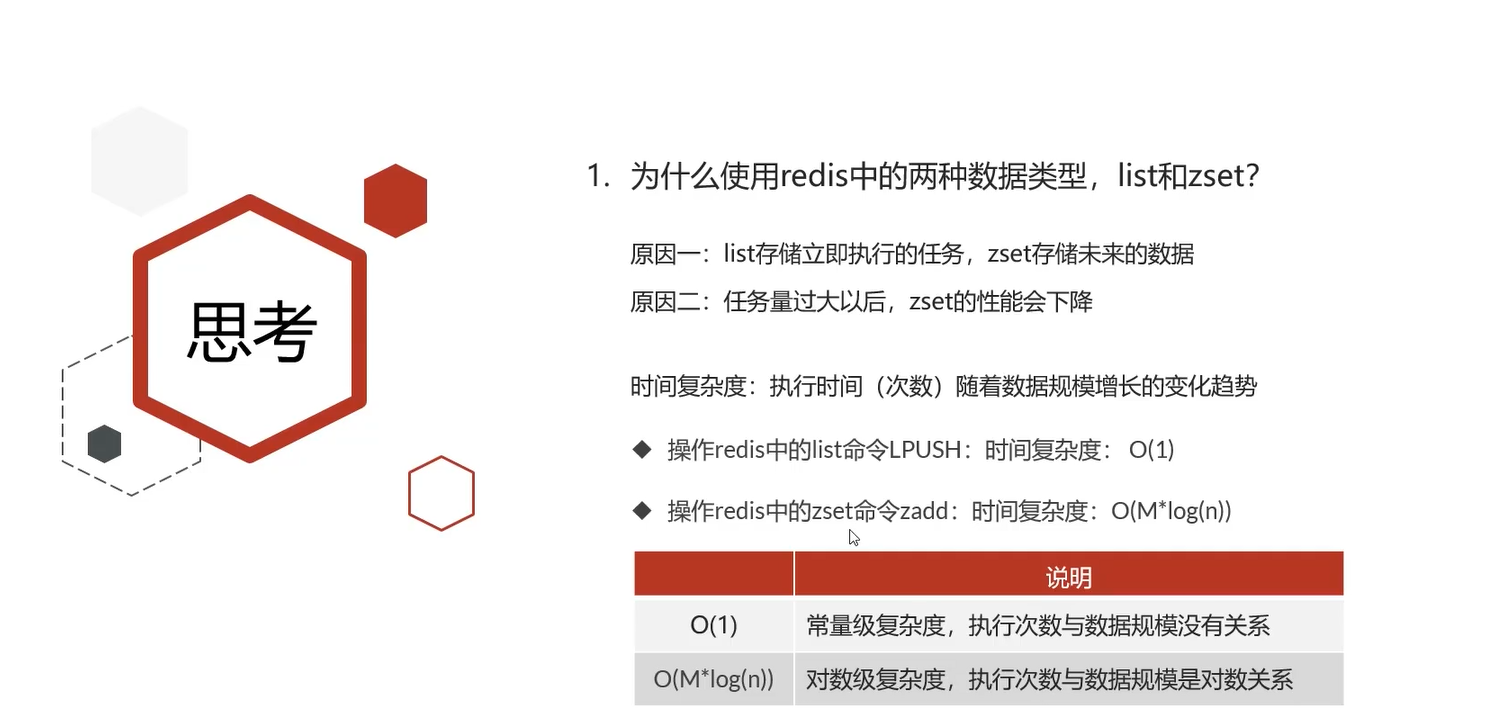 思考
1. 为什么使用redis中的两种数据类型，list和zset？
原因一：list存储立即执行的任务，zset存储未来的数据
原因二：任务量过大以后，zset的性能会下降
时间复杂度：执行时间（次数）随着数据规模增长的变化趋势
◆ 操作redis中的list命令LPUSH：时间复杂度： O(1)
◆ 操作redis中的zset命令zadd：时间复杂度：O(M*log(n))
说明
O(1) 常量级复杂度，执行次数与数据规模没有关系
O(M*log(n)) 对数级复杂度，执行次数与数据规模是对数关系